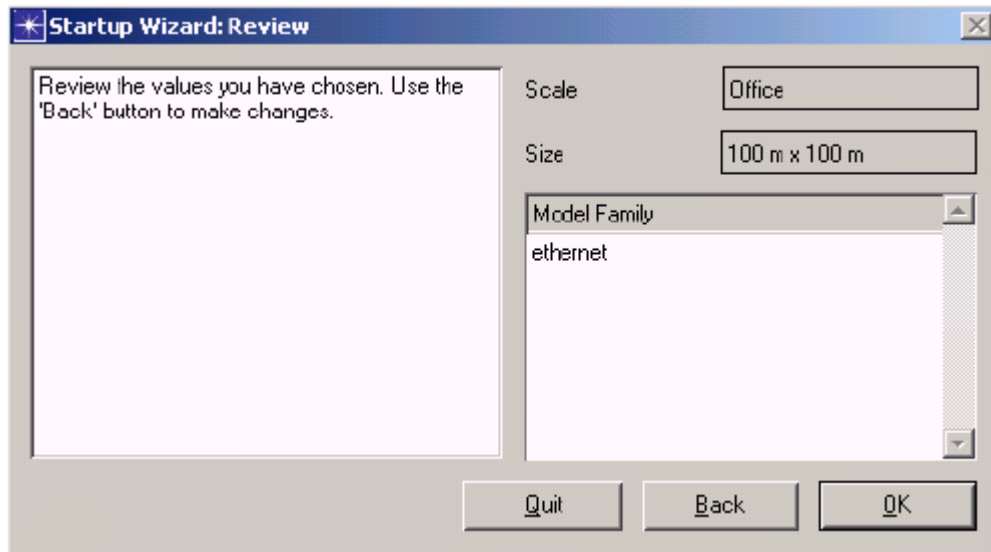 Startup Wizard: Review
Review the values you have chosen. Use the
'Back' button to make changes.
Scale
Office
Size
100 m x 100 m
Model Family
ethernet
Quit
Back
OK